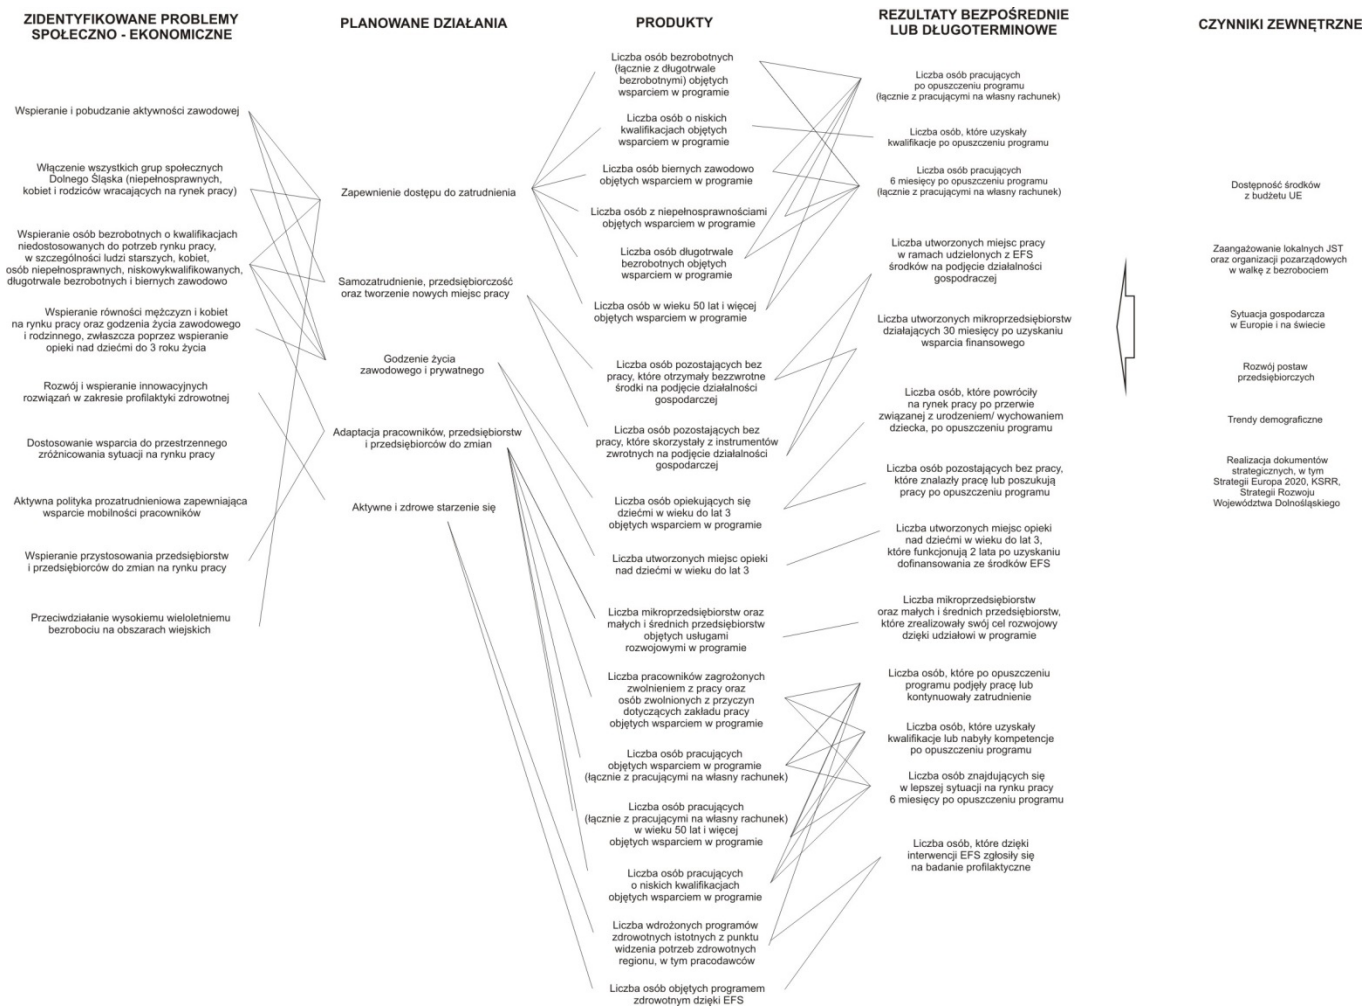 ZIDENTYFIKOWANE PROBLEMY
SPOŁECZNO - EKONOMICZNE
Wspieranie i pobudzanie aktywności zawodowej
Włączenie wszystkich grup społecznych
Dolnego Śląska (niepełnosprawnych,
kobiet i rodziców wracających na rynek pracy)
Wspieranie osób bezrobotnych o kwalifikacjach
niedostosowanych do potrzeb rynku pracy,
w szczególności ludzi starszych, kobiet,
osób niepełnosprawnych, niskowykwalifikowanych,
długotrwale bezrobotnych i biernych zawodowo
Wspieranie równości mężczyzn i kobiet
na rynku pracy oraz godzenia życia zawodowego
i rodzinnego, zwłaszcza poprzez wspieranie
opieki nad dziećmi do 3 roku życia
Rozwój i wspieranie innowacyjnych
rozwiązań w zakresie profilaktyki zdrowotnej
Dostosowanie wsparcia do przestrzennego
zróżnicowania sytuacji na rynku pracy
Aktywna polityka prozatrudnieniowa zapewniająca
wsparcie mobilności pracowników
Wspieranie przystosowania przedsiębiorstw
i przedsiębiorców do zmian na rynku pracy
Przeciwdziałanie wysokiemu wieloletniemu
bezrobociu na obszarach wiejskich
PLANOWANE DZIAŁANIA
Zapewnienie dostępu do zatrudnienia
Samozatrudnienie, przedsiębiorczość
oraz tworzenie nowych miejsc pracy
Godzenie życia
zawodowego i prywatnego
Adaptacja pracowników, przedsiębiorstw
i przedsiębiorców do zmian
Aktywne i zdrowe starzenie się
PRODUKTY
Liczba osób bezrobotnych
(łącznie z długotrwale
bezrobotnymi) objętych
wsparciem w programie
Liczba osób o niskich
kwalifikacjach objętych
wsparciem w programie
Liczba osób biernych zawodowo
objętych wsparciem w programie
Liczba osób z niepełnosprawnościami
objętych wsparciem w programie
Liczba osób długotrwale
bezrobotnych objętych
wsparciem w programie
Liczba osób w wieku 50 lat i więcej
objętych wsparciem w programie
Liczba osób pozostających bez
pracy, które otrzymały bezzwrotne
środki na podjęcie działalności
gospodarczej
Liczba osób pozostających bez
pracy, które skorzystały z instrumentów
zwrotnych na podjęcie działalności
gospodarczej
Liczba osób opiekujących się
dziećmi w wieku do lat 3
objętych wsparciem w programie
Liczba utworzonych miejsc opieki
nad dziećmi w wieku do lat 3
Liczba mikroprzedsiębiorstw oraz
małych i średnich przedsiębiorstw
objętych usługami
rozwojowymi w programie
Liczba pracowników zagrożonych
zwolnieniem z pracy oraz
osób zwolnionych z przyczyn
dotyczących zakładu pracy
objętych wsparciem w programie
Liczba osób pracujących
objętych wsparciem w programie
(łącznie z pracującymi na własny rachunek)
Liczba osób pracujących
(łącznie z pracującymi na własny rachunek)
w wieku 50 lat i więcej
objętych wsparciem w programie
Liczba osób pracujących
o niskich kwalifikacjach
objętych wsparciem w programie
Liczba wdrożonych programów
zdrowotnych istotnych z punktu
widzenia potrzeb zdrowotnych
regionu, w tym pracodawców
Liczba osób objętych programem
zdrowotnym dzięki EFS
REZULTATY BEZPOŚREDNIE
LUB DŁUGOTERMINOWE
Liczba osób pracujących
po opuszczeniu programu
(łącznie z pracującymi na własny rachunek)
Liczba osób, które uzyskały
kwalifikacje po opuszczeniu programu
Liczba osób pracujących
6 miesięcy po opuszczeniu programu
(łącznie z pracującymi na własny rachunek)
Liczba utworzonych miejsc pracy
w ramach udzielonych z EFS
środków na podjęcie działalności
gospodraczej
Liczba utworzonych mikroprzedsiębiorstw
działających 30 miesięcy po uzyskaniu
wsparcia finansowego
Liczba osób, które powróciły
na rynek pracy po przerwie
związanej z urodzeniem/ wychowaniem
dziecka, po opuszczeniu programu
Liczba osób pozostających bez pracy,
które znalazły pracę lub poszukują
pracy po opuszczeniu programu
Liczba utworzonych miejsc opieki
nad dziećmi w wieku do lat 3,
które funkcjonują 2 lata po uzyskaniu
dofinansowania ze środków EFS
Liczba mikroprzedsiębiorstw
oraz małych i średnich przedsiębiorstw,
które zrealizowały swój cel rozwojowy
dzięki udziałowi w programie
Liczba osób, które po opuszczeniu
programu podjęły pracę lub
kontynuowały zatrudnienie
Liczba osób, które uzyskały
kwalifikacje lub nabyły kompetencje
po opuszczeniu programu
Liczba osób znajdujących się
w lepszej sytuacji na rynku pracy
6 miesięcy po opuszczeniu programu
Liczba osób, które dzięki
interwencji EFS zgłosiły się
na badanie profilaktyczne
CZYNNIKI ZEWNĘTRZNE
Dostępność środków
z budżetu UE
Zaangażowanie lokalnych JST
oraz organizacji pozarządowych
w walkę z bezrobociem
Sytuacja gospodarcza
w Europie i na świecie
Rozwój postaw
przedsiębiorczych
Trendy demograficzne
Realizacja dokumentów
strategicznych, w tym
Strategii Europa 2020, KSRR,
Strategii Rozwoju
Województwa Dolnośląskiego